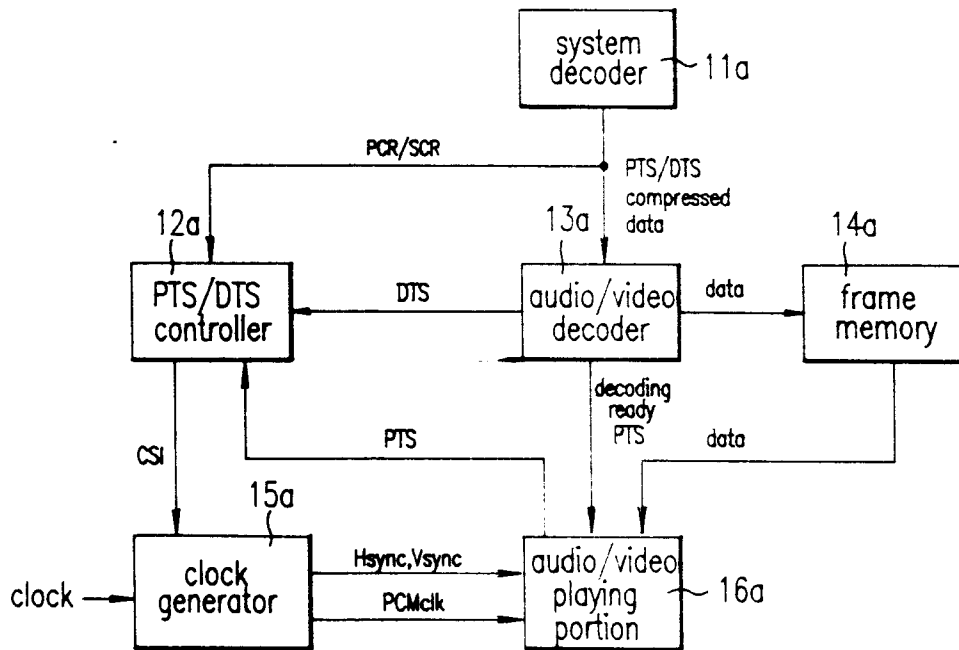 system
decoder
11a
PCR/SCR
PTS/DTS
compressed
data
12a
13a
14a
PTS/DTS
controller
DTS
audio/video
decoder
data
frame
memory
decoding
ready
PTS
PTS
data
CSI
15a
clock
clock
generator
Hsync,Vsync
PCMclk
audio/video
playing
portion
16a